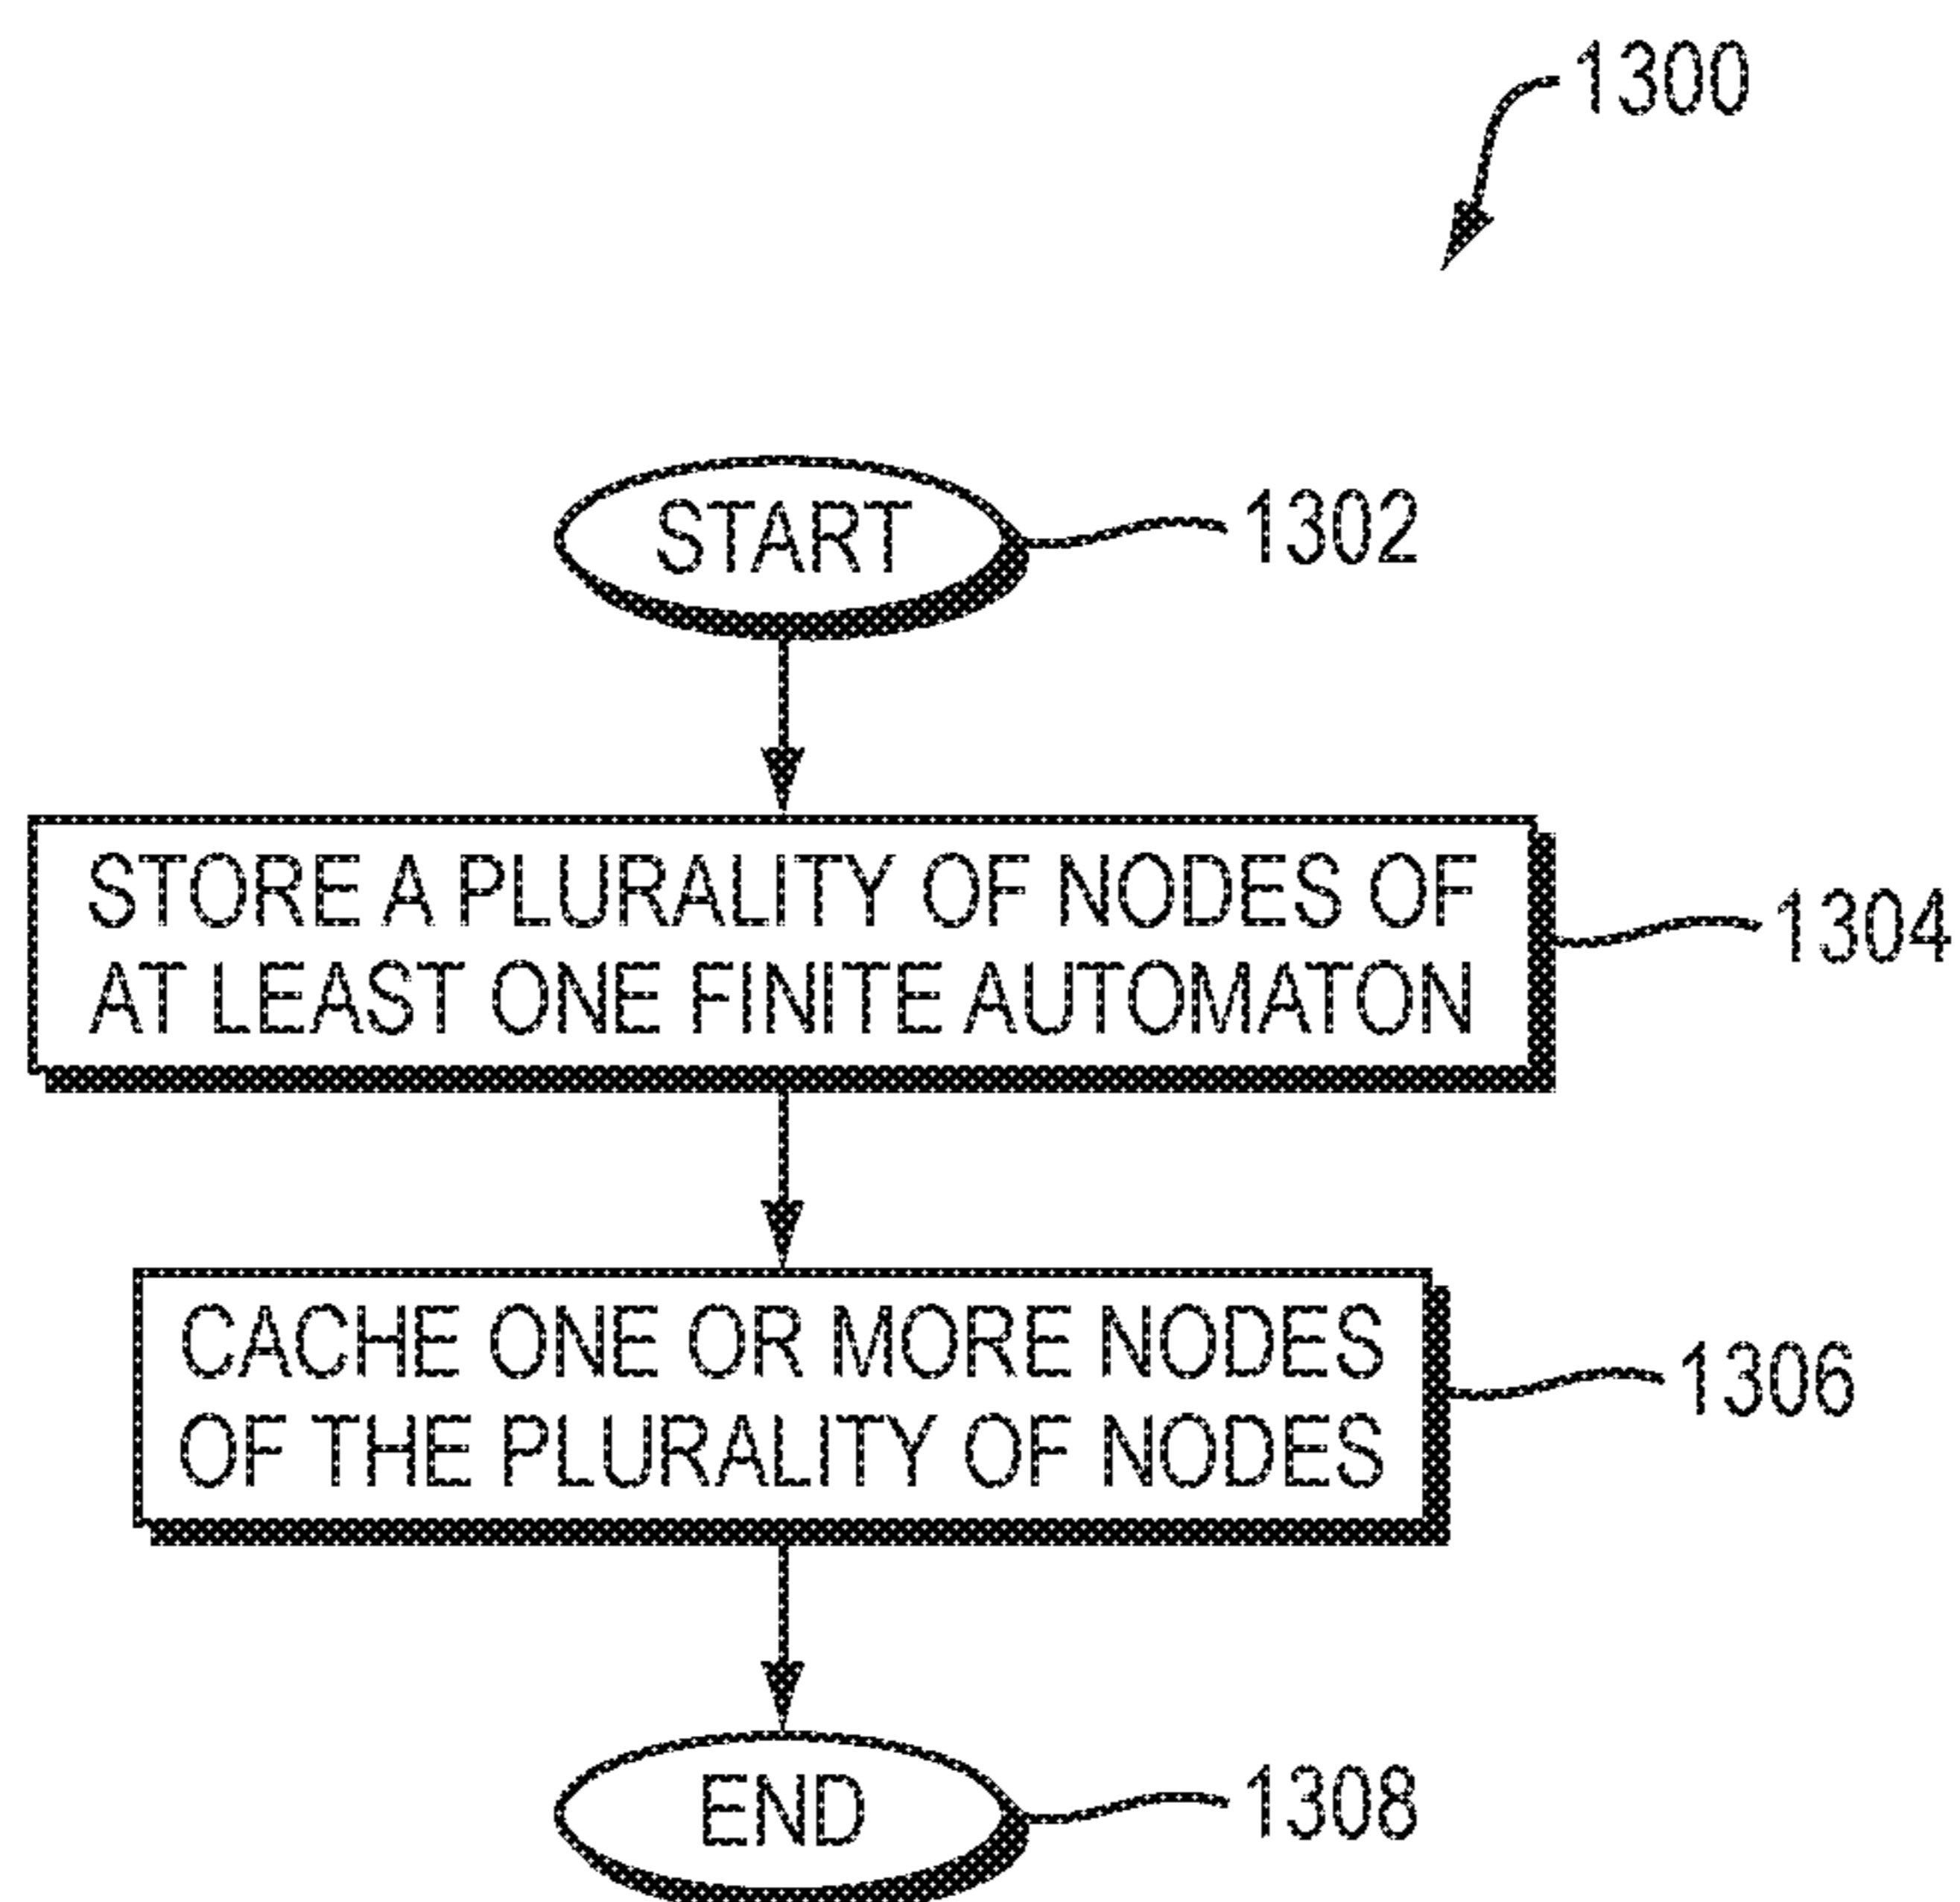 1300
START
1302
STORE A PLURALITY OF NODES OF
AT LEAST ONE FINITE AUTOMATON
1304
CACHE ONE OR MORE NODES
OF THE PLURALITY OF NODES
1306
END
1308